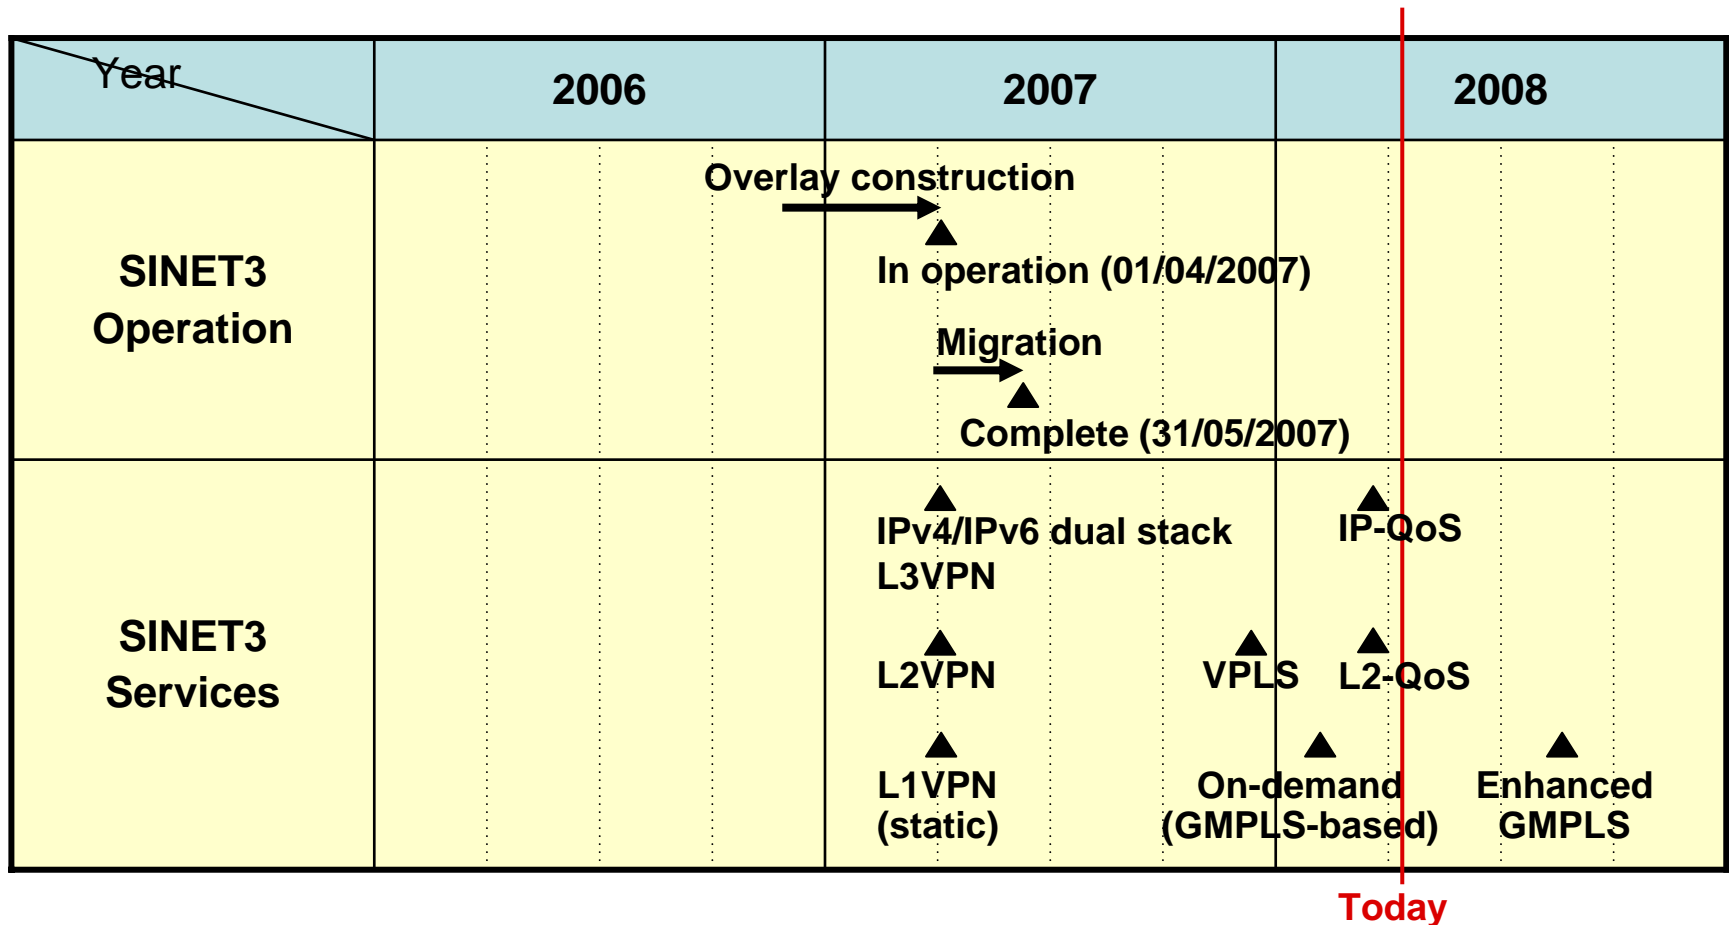 Year
2006
2007
2008
SINET3
Operation
Overlay construction
In operation (01/04/2007)
Migration
Complete (31/05/2007)
SINET3
Services
IPv4/IPv6 dual stack
L3VPN
IP-QoS
L2VPN
VPLS
L2-QoS
L1VPN
(static)
On-demand
(GMPLS-based)
Enhanced
GMPLS
Today